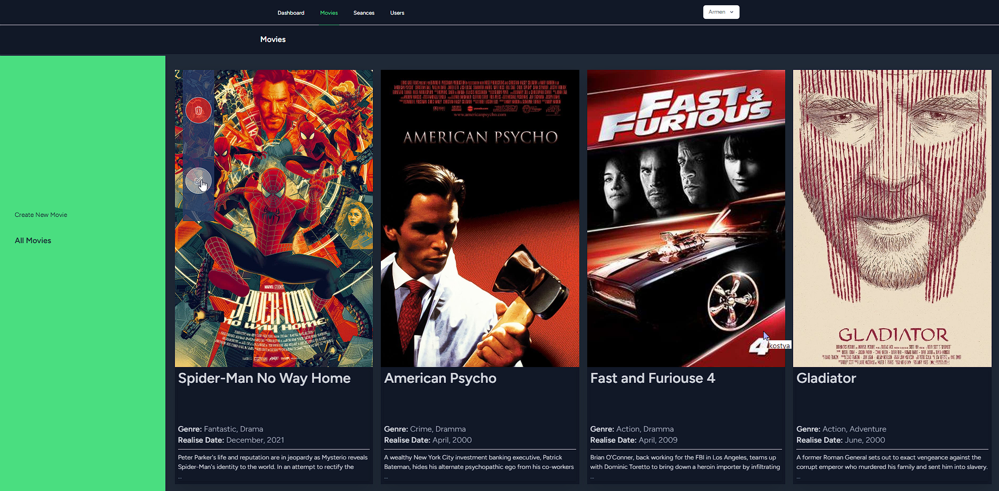 Dashboard Movies Seances Users Armen
Movies
Create New Movie
All Movies
MARVEL STUDIOS
SPIDER-MAN
NO WAY HOME
Spider-Man No Way Home
Genre: Fantastic, Drama
Realise Date: December, 2021
Peter Parker's life and reputation are in jeopardy as Mysterio reveals
Spider-Man's identity to the world. In an attempt to rectify the
...
www.americanpsycho.com
AMERICAN PSYCHO
American Psycho
Genre: Crime, Dramma
Realise Date: April, 2000
A wealthy New York City investment banking executive, Patrick
Bateman, hides his alternate psychopathic ego from his co-workers
...
FAST &
FURIOUS
4
kostya
Fast and Furiouse 4
Genre: Action, Dramma
Realise Date: April, 2009
Brian O'Conner, back working for the FBI in Los Angeles, teams up
with Dominic Toretto to bring down a heroin importer by infiltrating
...
GLADIATOR
Gladiator
Genre: Action, Adventure
Realise Date: June, 2000
A former Roman General sets out to exact vengeance against the
corrupt emperor who murdered his family and sent him into slavery.
...